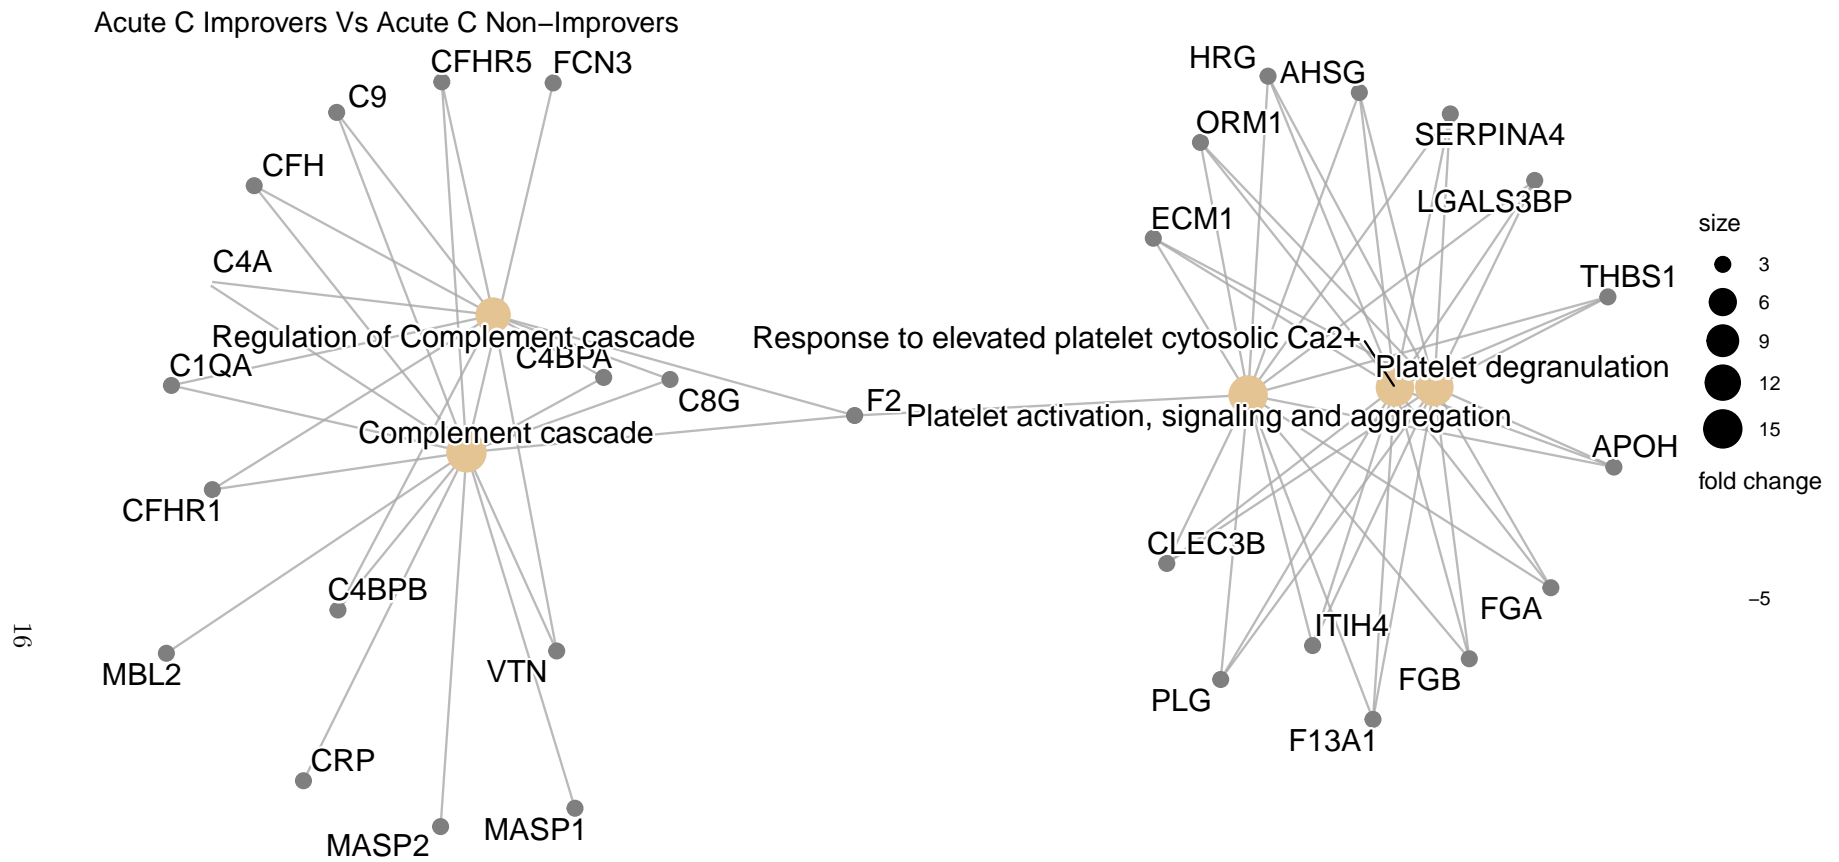 Acute C Improvers Vs Acute C Non−Improvers
CFHR5
FCN3
C9
CFH
C4A
Regulation of Complement cascade
C4BPA
C1QA
C8G
F2
Complement cascade
CFHR1
C4BPB
MBL2
VTN
CRP
MASP2
MASP1
HRG
AHSG
ORM1
SERPINA4
LGALS3BP
ECM1
THBS1
Response to elevated platelet cytosolic Ca2+
Platelet degranulation
Platelet activation, signaling and aggregation
APOH
CLEC3B
FGA
ITIH4
FGB
PLG
F13A1
size
3
6
9
12
15
fold change
−5
16